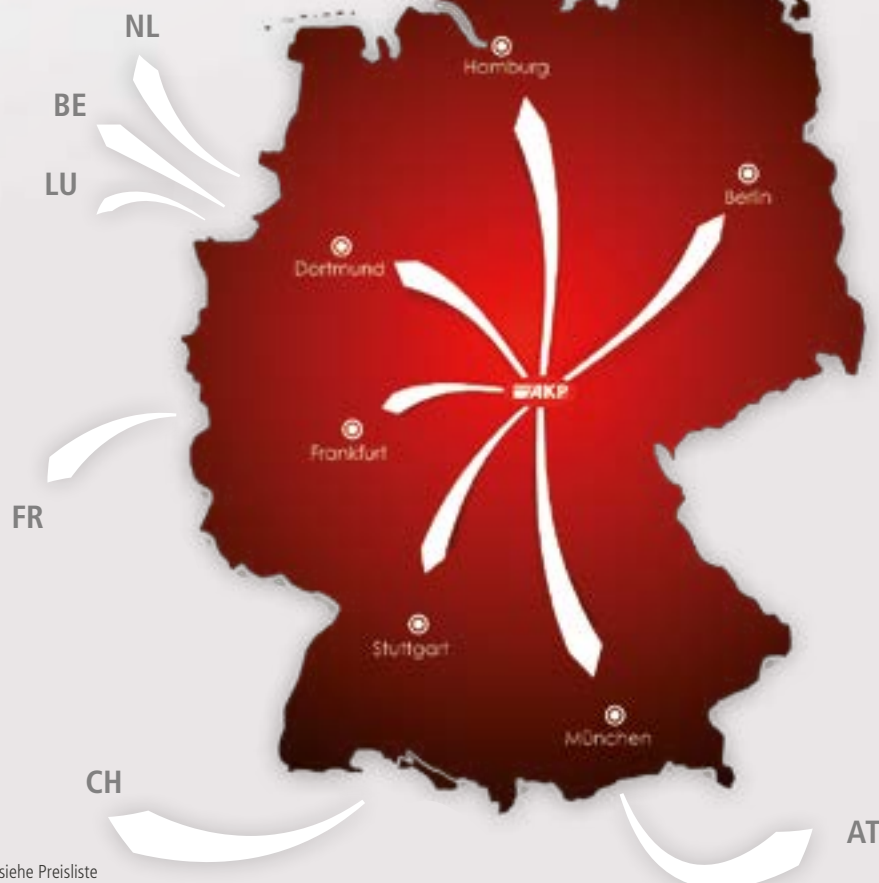 NL
Hamburg
BE
LU
Berlin
Dortmund
AKP
Frankfurt
FR
Stuttgart
München
CH
AT
siehe Preisliste